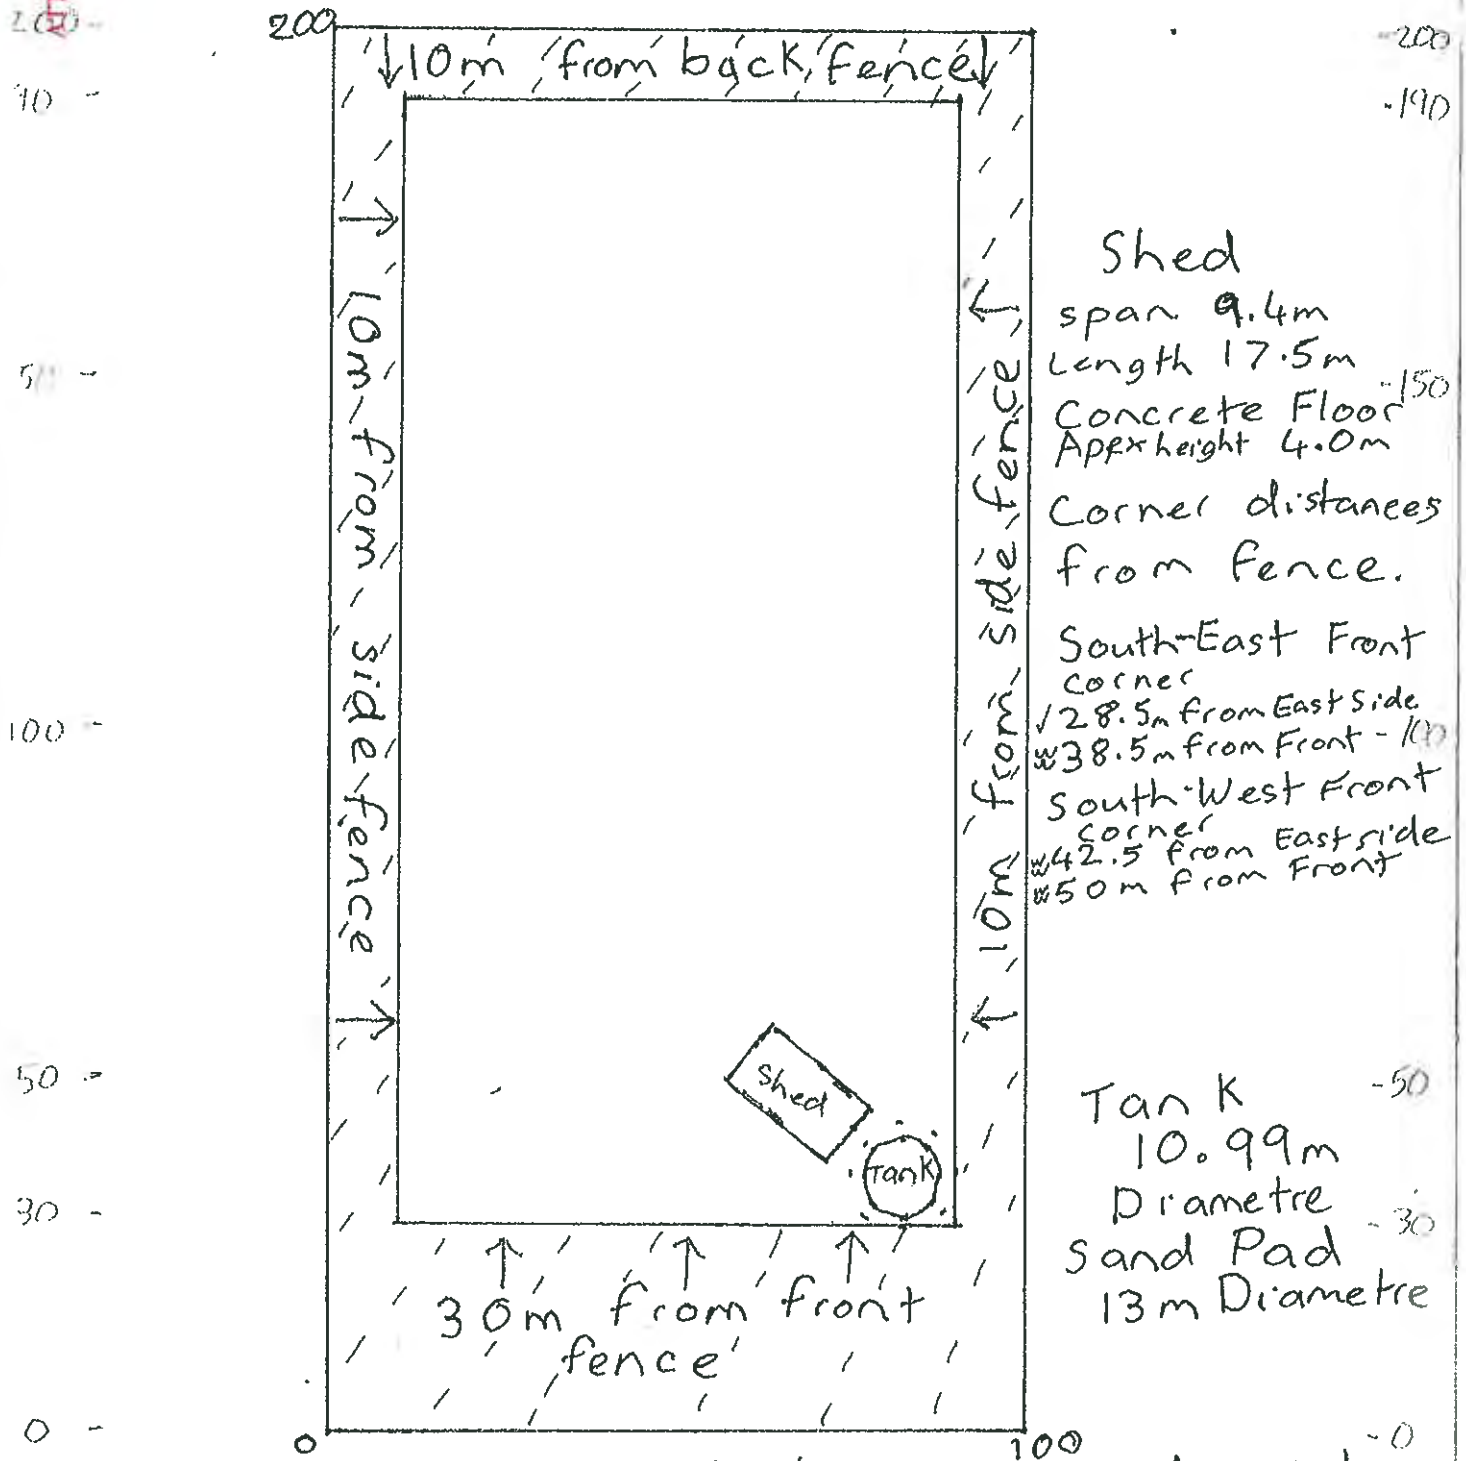 200
200
-200
10m from back fence
90 -
-190
10m from side fence
10m from side fence
Shed
span 9.4m
Length 17.5m
50 -
-150
Concrete Floor
Apex height 4.0m
Corner distances
from fence.
South-East Front
corner
28.5m from East Side
100 -
38.5m from Front
-100
South-West Front
corner
42.5 from East side
50m from Front
50 -
-50
Shed
Tank
Tank
10.99m
Diametre
30 -
-30
Sand Pad
13m Diametre
30m from front
fence
0 -
0
100
-0